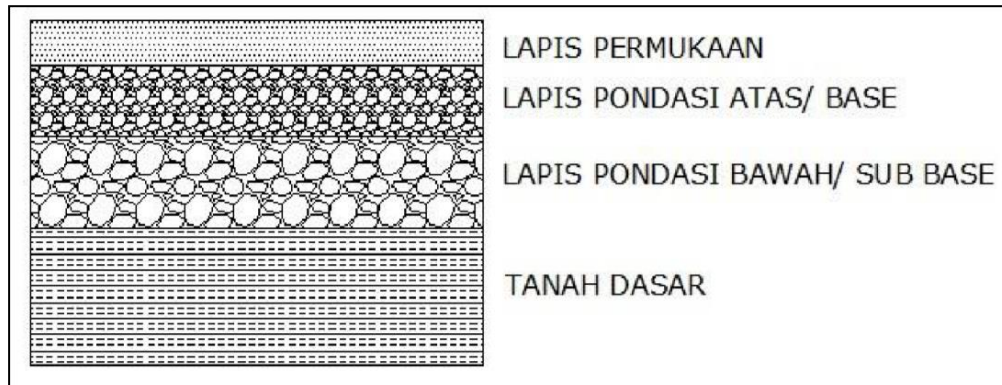 LAPIS PERMUKAAN
LAPIS PONDASI ATAS/ BASE
LAPIS PONDASI BAWAH/ SUB BASE
TANAH DASAR